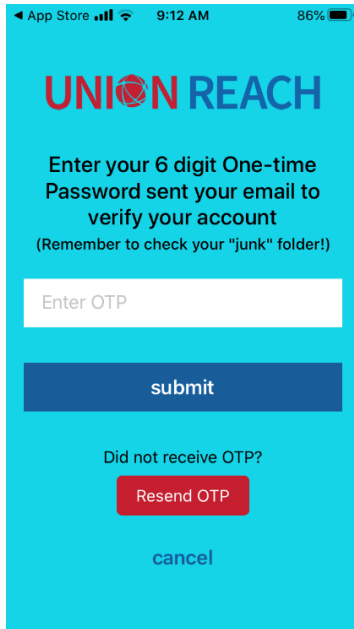 App Store 9:12 AM 86%
UNION REACH
Enter your 6 digit One-time
Password sent your email to
verify your account
(Remember to check your "junk" folder!)
Enter OTP
submit
Did not receive OTP?
Resend OTP
cancel